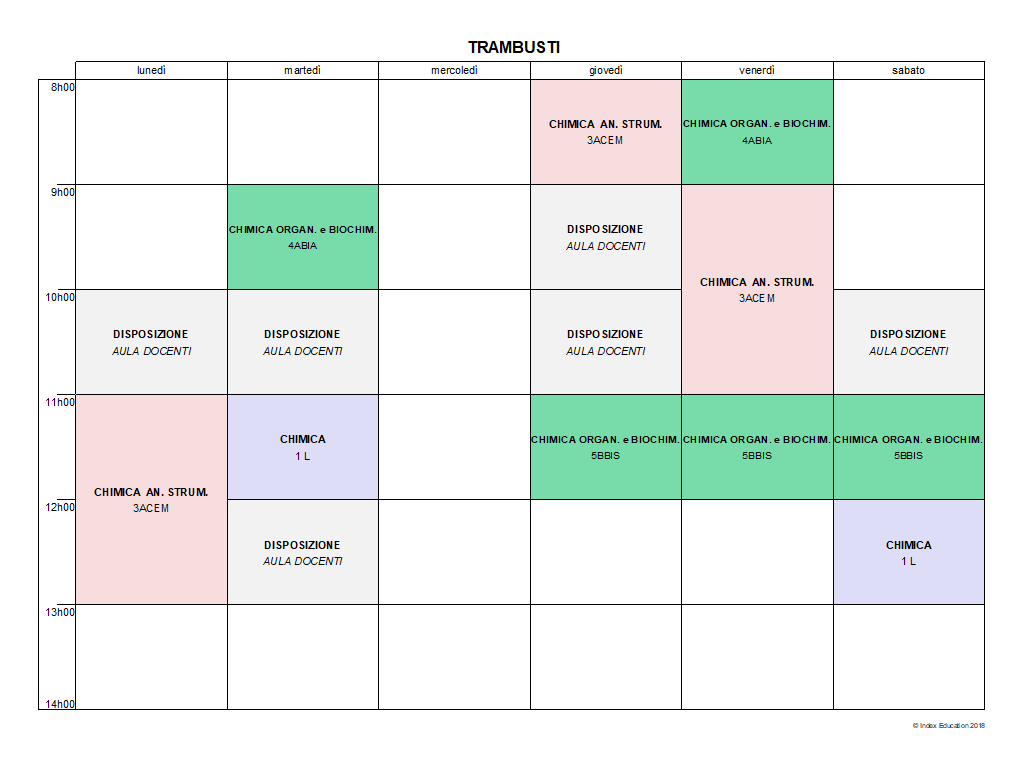 TRAMBUSTI
lunedì martedì mercoledì giovedì venerdì sabato
8h00
CHIMICA AN. STRUM.
3ACEM
CHIMICA ORGAN. e BIOCHIM.
4ABIA
9h00
CHIMICA ORGAN. e BIOCHIM.
4ABIA
DISPOSIZIONE
AULA DOCENTI
CHIMICA AN. STRUM.
3ACEM
10h00
DISPOSIZIONE
AULA DOCENTI
DISPOSIZIONE
AULA DOCENTI
DISPOSIZIONE
AULA DOCENTI
DISPOSIZIONE
AULA DOCENTI
11h00
CHIMICA AN. STRUM.
3ACEM
CHIMICA
1 L
CHIMICA ORGAN. e BIOCHIM.
5BBIS
CHIMICA ORGAN. e BIOCHIM.
5BBIS
CHIMICA ORGAN. e BIOCHIM.
5BBIS
12h00
DISPOSIZIONE
AULA DOCENTI
CHIMICA
1 L
13h00
14h00
© Index Education 2018